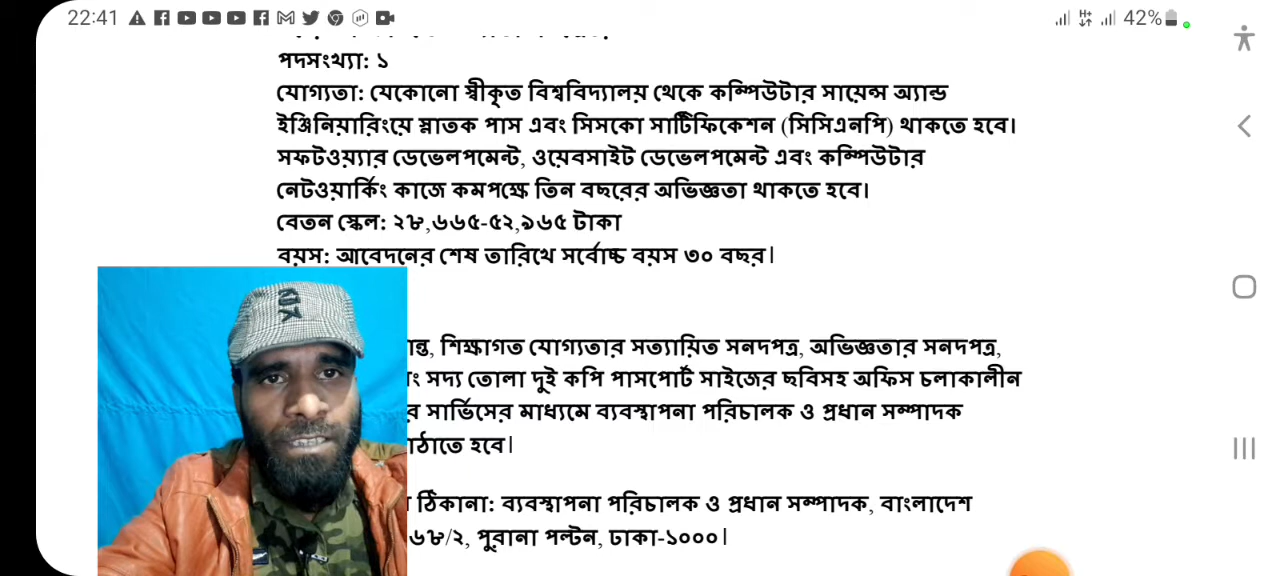 22:41
42%
পদসংখ্যা: ১
যোগ্যতা: যেকোনো স্বীকৃত বিশ্ববিদ্যালয় থেকে কম্পিউটার সায়েন্স অ্যান্ড
ইঞ্জিনিয়ারিংয়ে স্নাতক পাস এবং সিসকো সার্টিফিকেশন (সিসিএনপি) থাকতে হবে।
সফটওয়্যার ডেভেলপমেন্ট, ওয়েবসাইট ডেভেলপমেন্ট এবং কম্পিউটার
নেটওয়ার্কিং কাজে কমপক্ষে তিন বছরের অভিজ্ঞতা থাকতে হবে।
বেতন স্কেল: ২৮,৬৬৫-৫২,৯৬৫ টাকা
বয়স: আবেদনের শেষ তারিখে সর্বোচ্চ বয়স ৩০ বছর।
শিক্ষাগত যোগ্যতার সত্যায়িত সনদপত্র, অভিজ্ঞতার সনদপত্র,
সদ্য তোলা দুই কপি পাসপোর্ট সাইজের ছবিসহ অফিস চলাকালীন
সার্ভিসের মাধ্যমে ব্যবস্থাপনা পরিচালক ও প্রধান সম্পাদক
হবে।
ঠিকানা: ব্যবস্থাপনা পরিচালক ও প্রধান সম্পাদক, বাংলাদেশ
৬৮/২, পুরানা পল্টন, ঢাকা-১০০০।